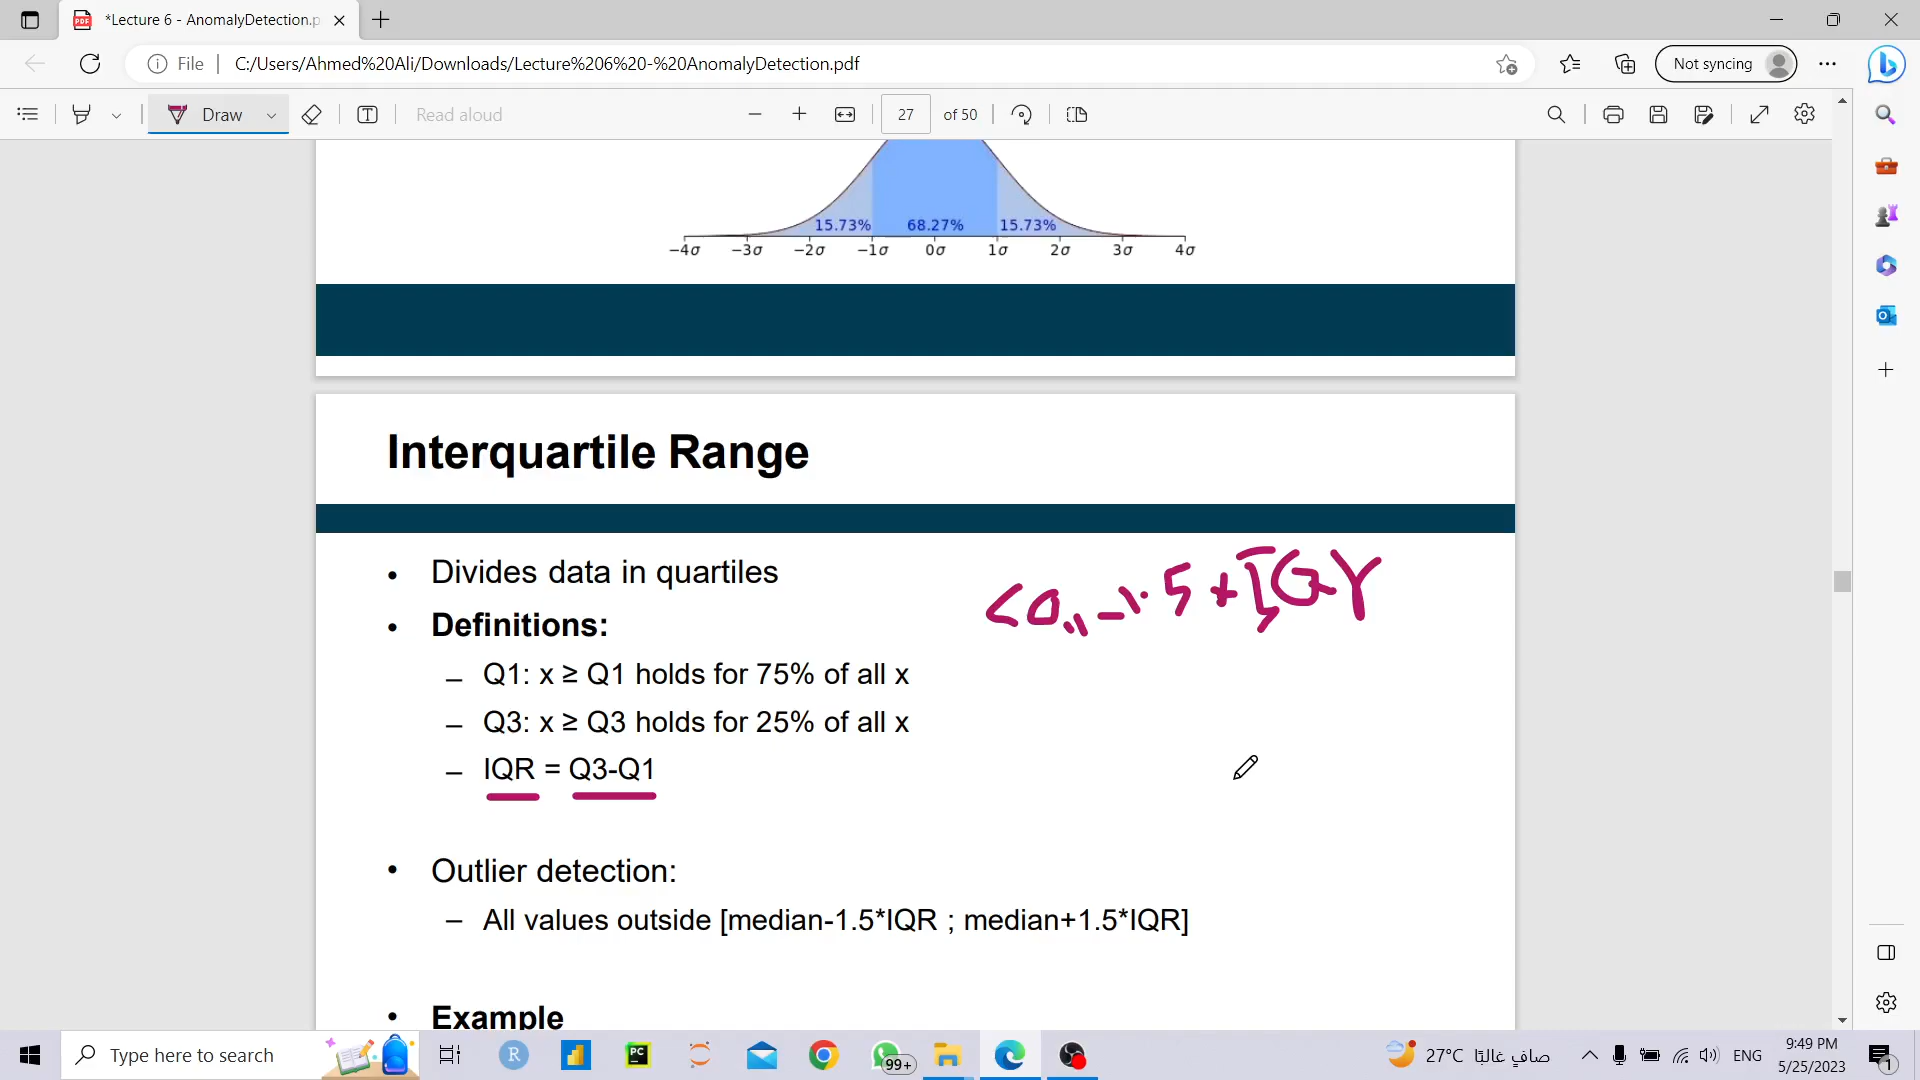 *Lecture 6 - AnomalyDetection.p
File
C:/Users/Ahmed%20Ali/Downloads/Lecture%206%20-%20AnomalyDetection.pdf
Not syncing
Draw
Read aloud
27 of 50
15.73% 68.27% 15.73%
−4σ −3σ −2σ −1σ 0σ 1σ 2σ 3σ 4σ
Interquartile Range
• Divides data in quartiles
• Definitions:
– Q1: x ≥ Q1 holds for 75% of all x
– Q3: x ≥ Q3 holds for 25% of all x
– IQR = Q3-Q1
• Outlier detection:
– All values outside [median-1.5*IQR ; median+1.5*IQR]
• Example
Type here to search
R
PC
99+
27°C صافٍ غالبًا
ENG
9:49 PM
5/25/2023
1